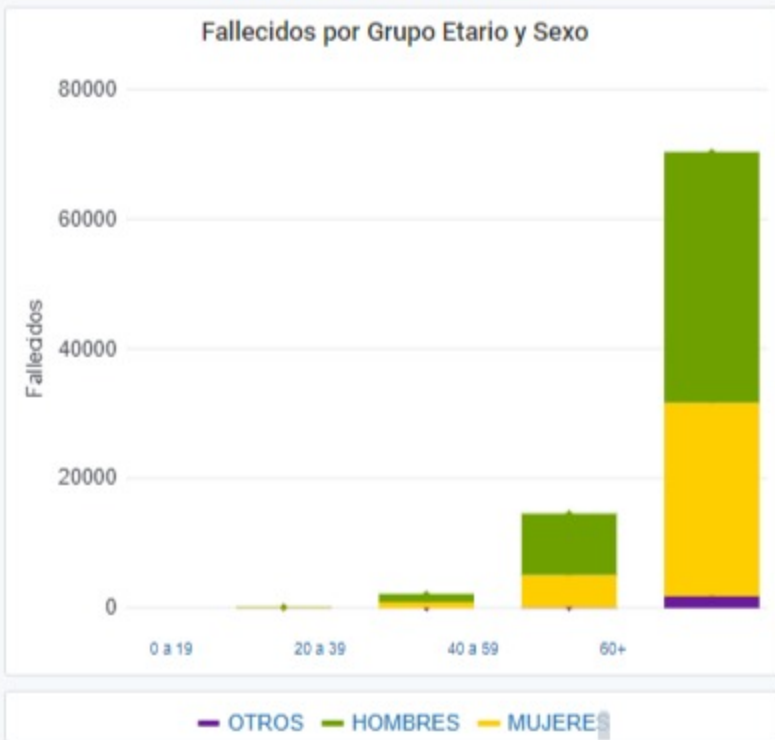 Fallecidos por Grupo Etario y Sexo
80000
60000
40000
20000
0
Fallecidos
0 a 19 20 a 39 40 a 59 60+
OTROS HOMBRES MUJERES